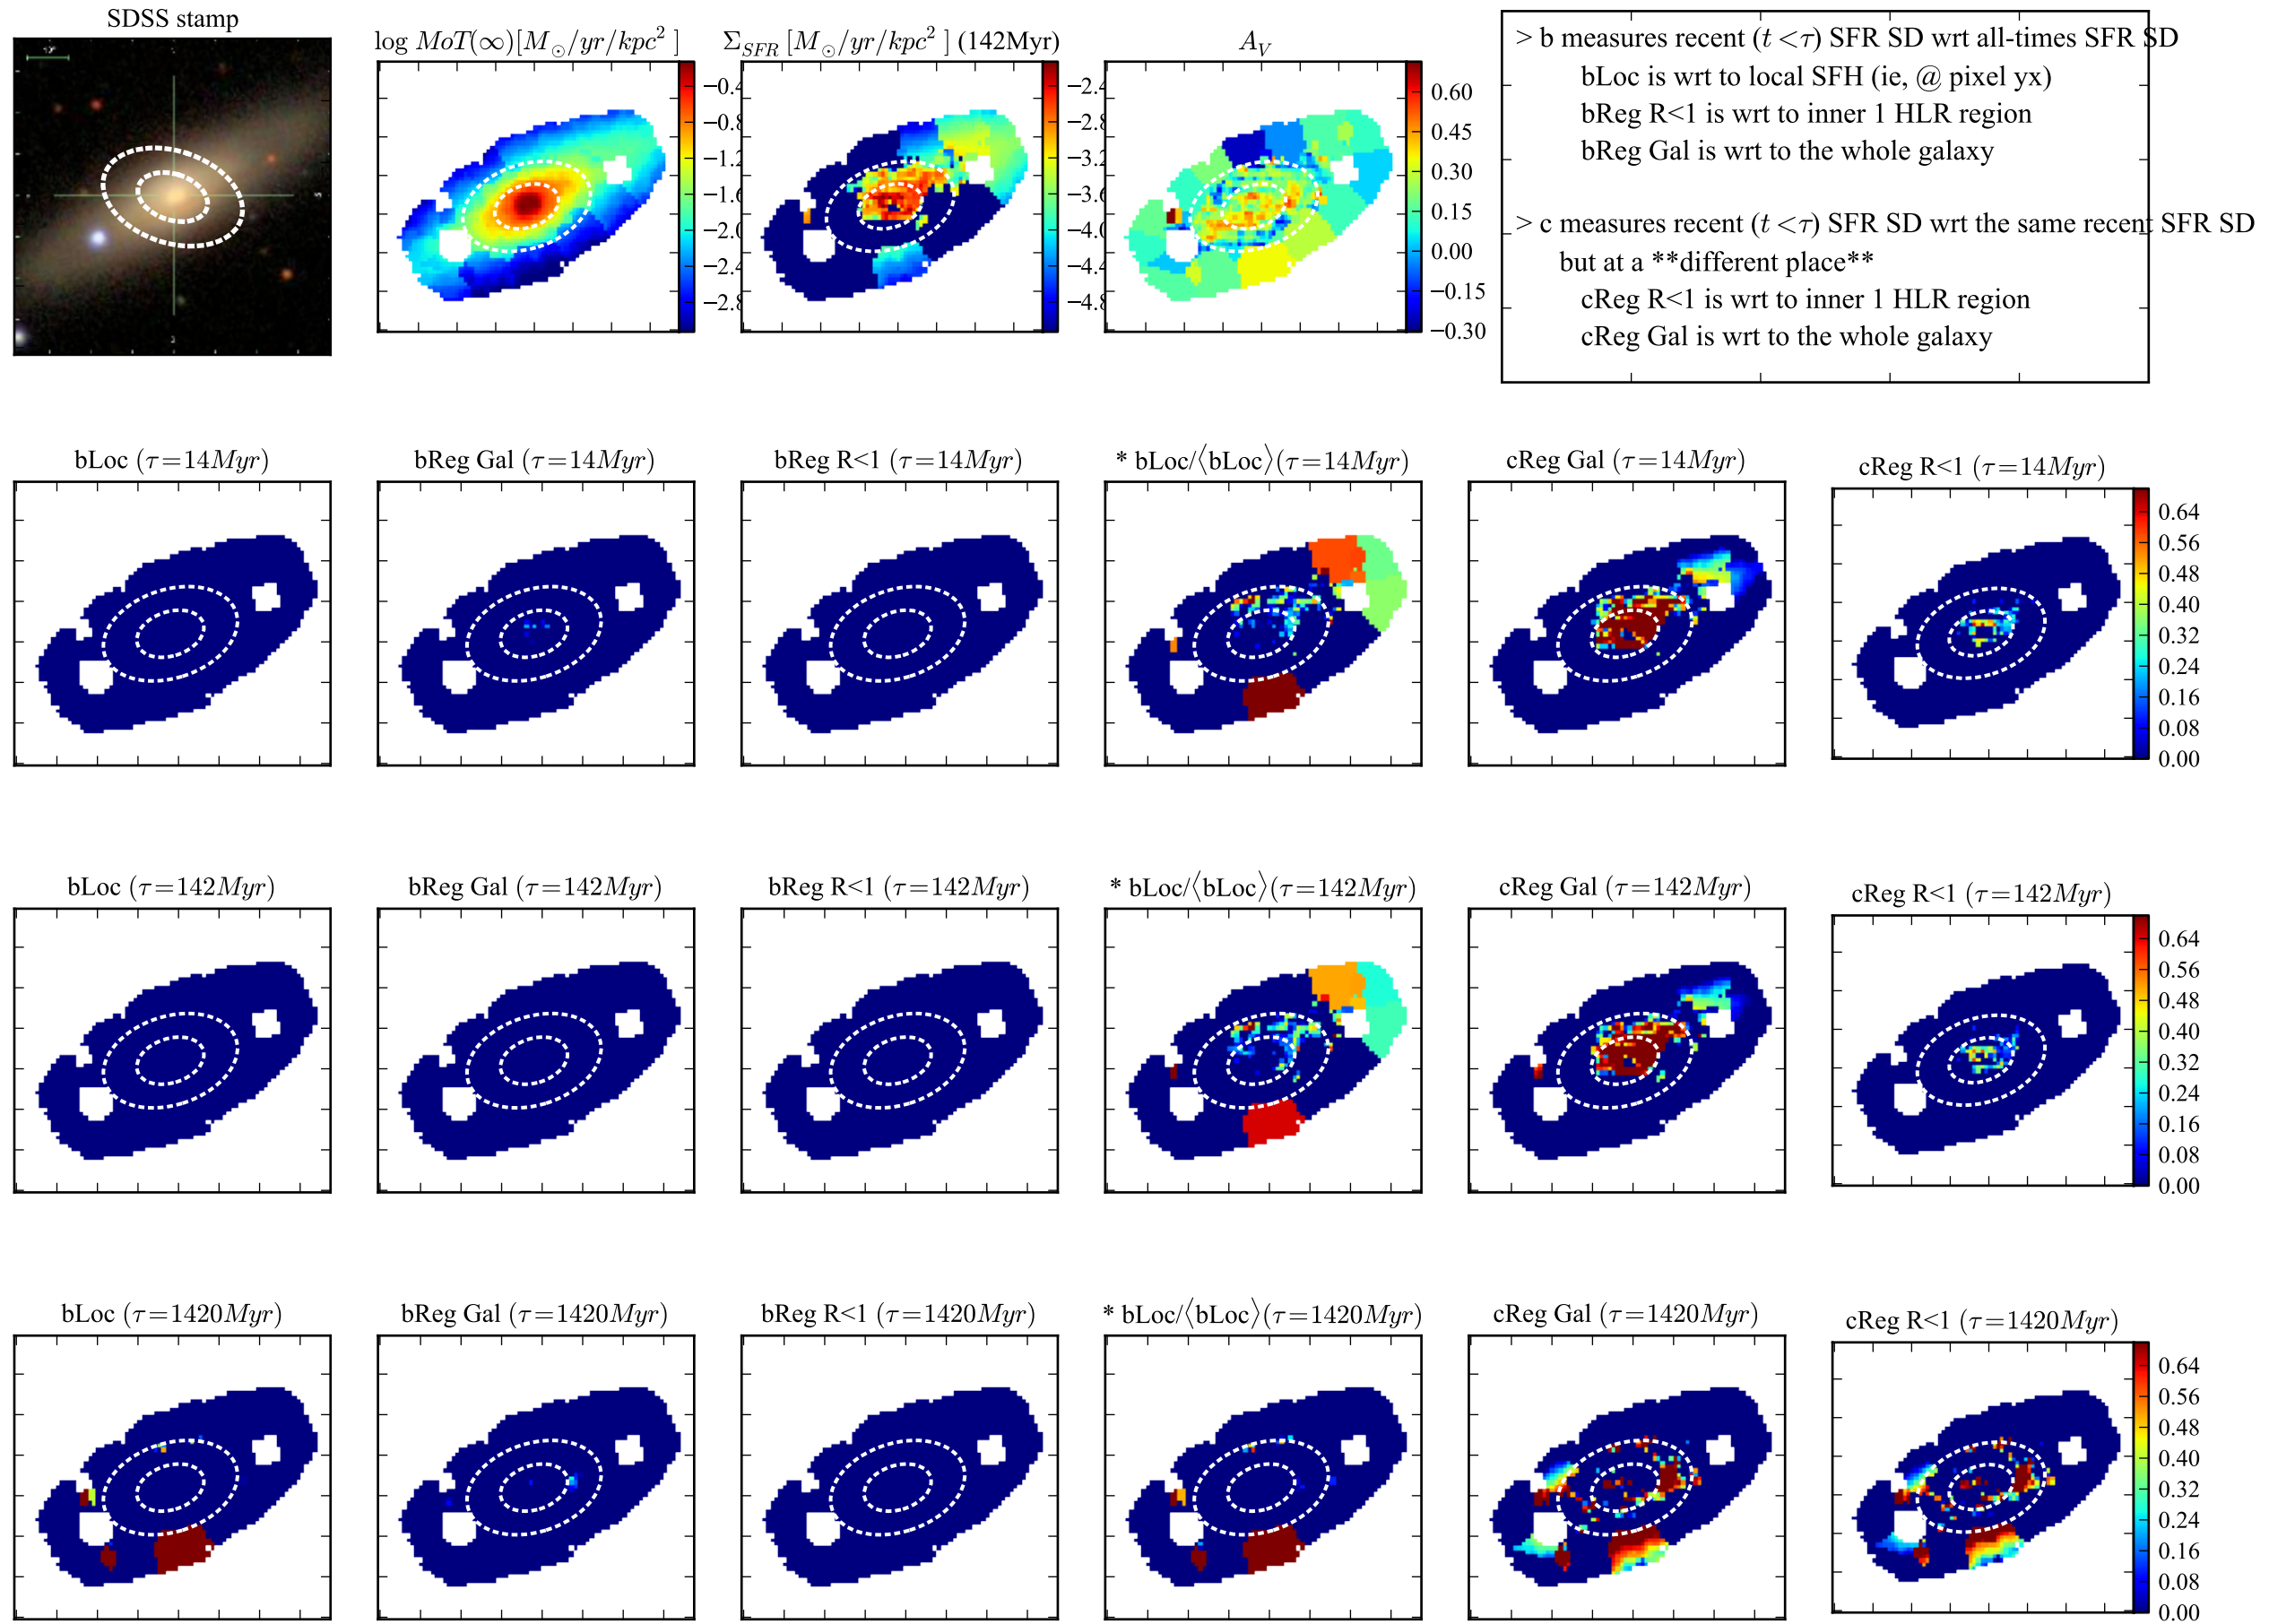 SDSS stamp
log MoT(∞)[M⊙/yr/kpc² ]
Σ_SFR [M⊙/yr/kpc² ] (142Myr)
A_V
−0.4
−0.8
−1.2
−1.6
−2.0
−2.4
−2.8
−2.4
−2.8
−3.2
−3.6
−4.0
−4.4
−4.8
0.60
0.45
0.30
0.15
0.00
−0.15
−0.30
> b measures recent (t <τ) SFR SD wrt all-times SFR SD
bLoc is wrt to local SFH (ie, @ pixel yx)
bReg R<1 is wrt to inner 1 HLR region
bReg Gal is wrt to the whole galaxy
> c measures recent (t <τ) SFR SD wrt the same recent SFR SD
but at a **different place**
cReg R<1 is wrt to inner 1 HLR region
cReg Gal is wrt to the whole galaxy
bLoc (τ=14Myr)
bReg Gal (τ=14Myr)
bReg R<1 (τ=14Myr)
* bLoc/⟨bLoc⟩(τ=14Myr)
cReg Gal (τ=14Myr)
cReg R<1 (τ=14Myr)
0.64
0.56
0.48
0.40
0.32
0.24
0.16
0.08
0.00
bLoc (τ=142Myr)
bReg Gal (τ=142Myr)
bReg R<1 (τ=142Myr)
* bLoc/⟨bLoc⟩(τ=142Myr)
cReg Gal (τ=142Myr)
cReg R<1 (τ=142Myr)
0.64
0.56
0.48
0.40
0.32
0.24
0.16
0.08
0.00
bLoc (τ=1420Myr)
bReg Gal (τ=1420Myr)
bReg R<1 (τ=1420Myr)
* bLoc/⟨bLoc⟩(τ=1420Myr)
cReg Gal (τ=1420Myr)
cReg R<1 (τ=1420Myr)
0.64
0.56
0.48
0.40
0.32
0.24
0.16
0.08
0.00